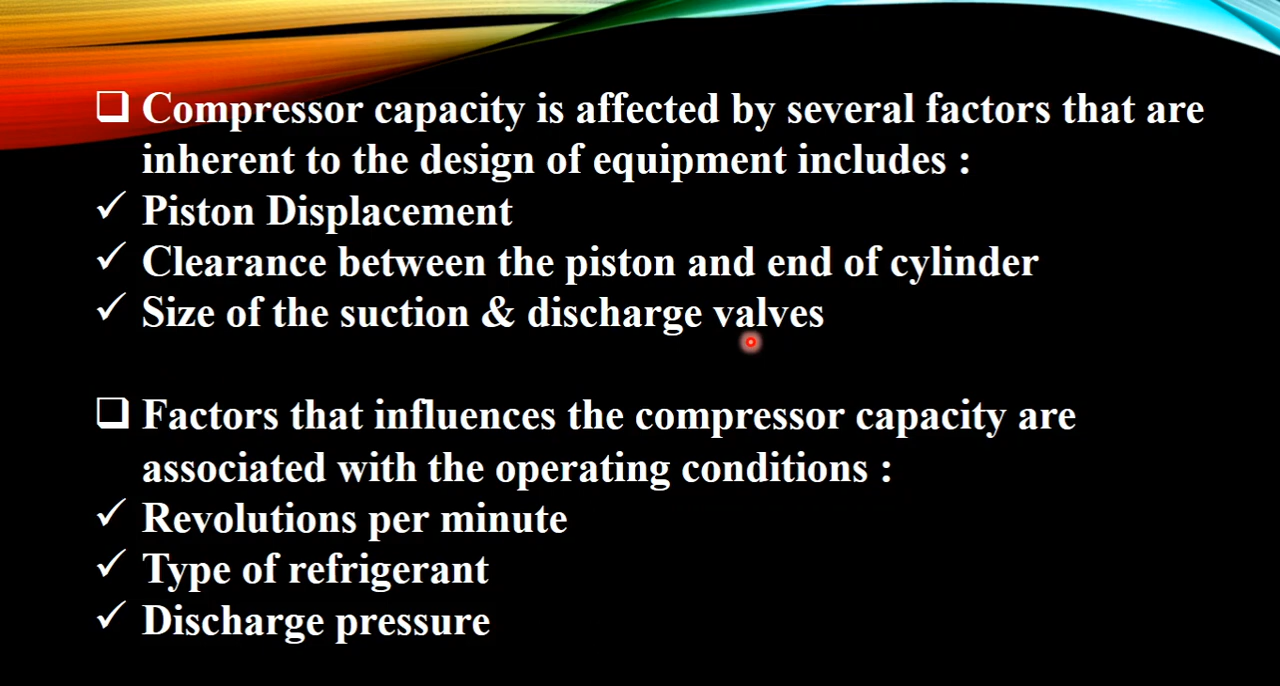 ❑ Compressor capacity is affected by several factors that are
inherent to the design of equipment includes :
✓ Piston Displacement
✓ Clearance between the piston and end of cylinder
✓ Size of the suction & discharge valves
❑ Factors that influences the compressor capacity are
associated with the operating conditions :
✓ Revolutions per minute
✓ Type of refrigerant
✓ Discharge pressure